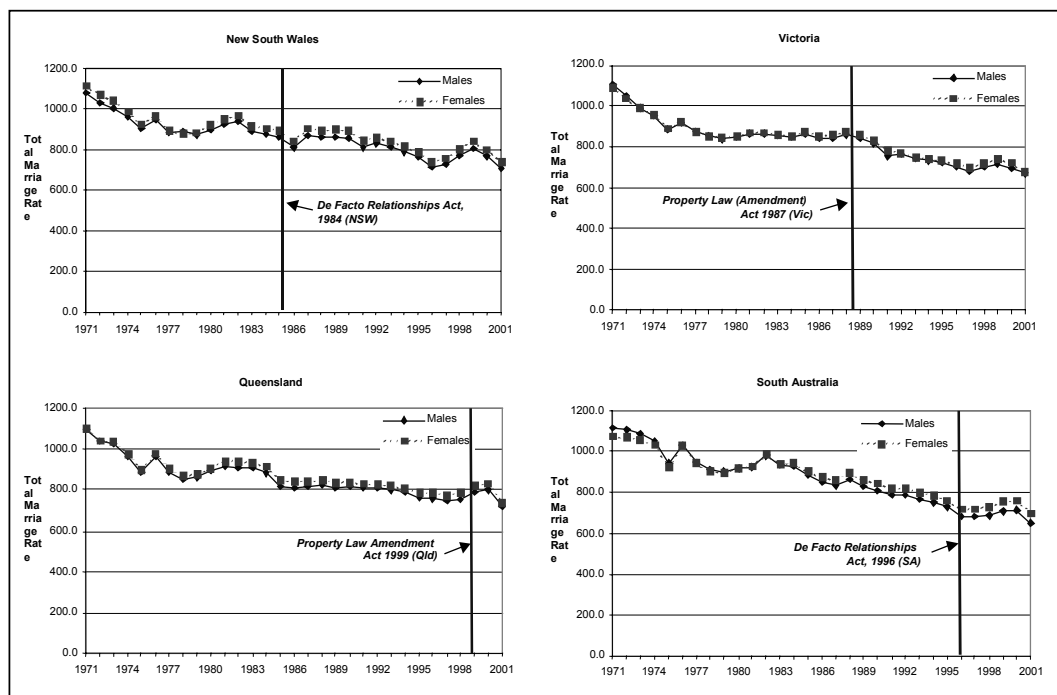 New South Wales
1200.0
1000.0
800.0
600.0
400.0
200.0
0.0
Tot
al
Ma
rria
ge
Rat
e
Males
Females
De Facto Relationships Act,
1984 (NSW)
1971 1974 1977 1980 1983 1986 1989 1992 1995 1998 2001
Victoria
1200.0
1000.0
800.0
600.0
400.0
200.0
0.0
Tot
al
Ma
rria
ge
Rat
e
Males
Females
Property Law (Amendment)
Act 1987 (Vic)
1971 1974 1977 1980 1983 1986 1989 1992 1995 1998 2001
Queensland
1200.0
1000.0
800.0
600.0
400.0
200.0
0.0
Tot
al
Ma
rria
ge
Rat
e
Males
Females
Property Law Amendment
Act 1999 (Qld)
1971 1974 1977 1980 1983 1986 1989 1992 1995 1998 2001
South Australia
1200.0
1000.0
800.0
600.0
400.0
200.0
0.0
Tot
al
Ma
rria
ge
Rat
e
Males
Females
De Facto Relationships
Act, 1996 (SA)
1971 1974 1977 1980 1983 1986 1989 1992 1995 1998 2001